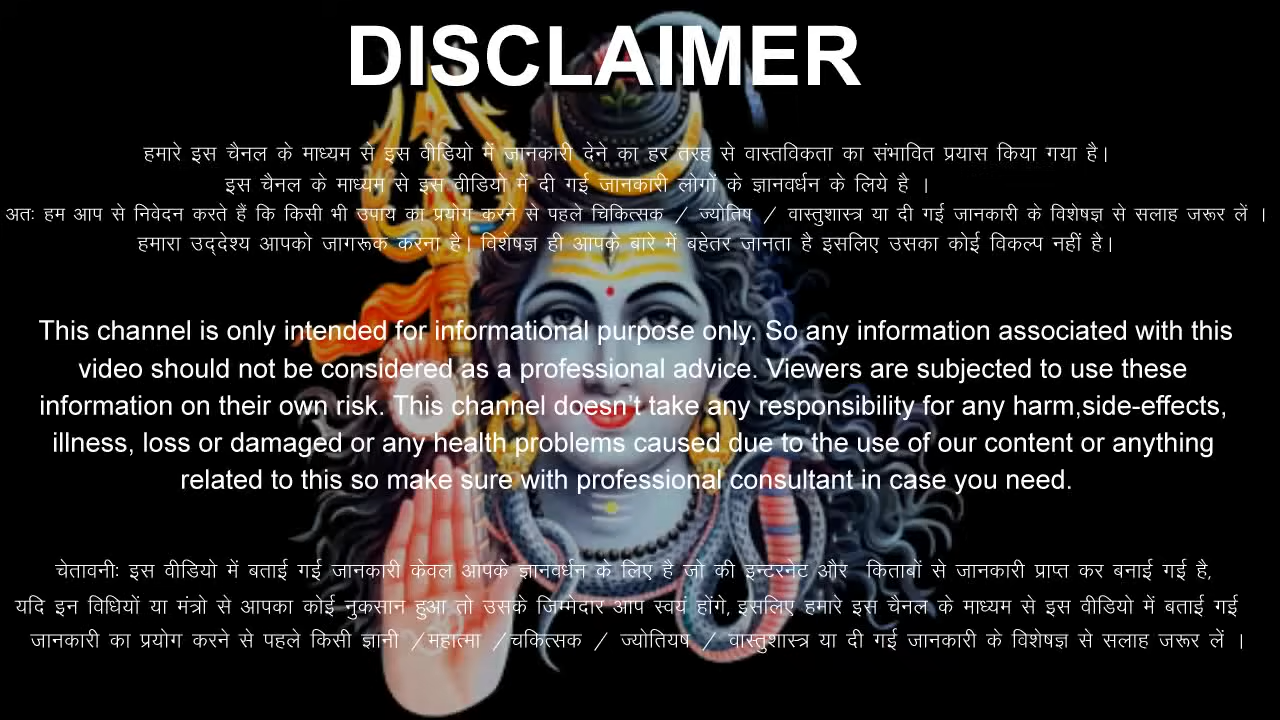 DISCLAIMER
हमारे इस चैनल के माध्यम से इस वीडियो में जानकारी देने का हर तरह से वास्तविकता का संभावित प्रयास किया गया है।
इस चैनल के माध्यम से इस वीडियो में दी गई जानकारी लोगों के ज्ञानवर्धन के लिये है ।
अतः हम आप से निवेदन करते हैं कि किसी भी उपाय का प्रयोग करने से पहले चिकित्सक / ज्योतिष / वास्तुशास्त्र या दी गई जानकारी के विशेषज्ञ से सलाह जरूर लें ।
हमारा उद्देश्य आपको जागरूक करना है। विशेषज्ञ ही आपके बारे में बहेतर जानता है इसलिए उसका कोई विकल्प नहीं है।
This channel is only intended for informational purpose only. So any information associated with this
video should not be considered as a professional advice. Viewers are subjected to use these
information on their own risk. This channel doesn't take any responsibility for any harm,side-effects,
illness, loss or damaged or any health problems caused due to the use of our content or anything
related to this so make sure with professional consultant in case you need.
चेतावनीः इस वीडियो में बताई गई जानकारी केवल आपके ज्ञानवर्धन के लिए है जो की इन्टरनेट और किताबों से जानकारी प्राप्त कर बनाई गई है,
यदि इन विधियों या मंत्रो से आपका कोई नुकसान हुआ तो उसके जिम्मेदार आप स्वयं होंगे, इसलिए हमारे इस चैनल के माध्यम से इस वीडियो में बताई गई
जानकारी का प्रयोग करने से पहले किसी ज्ञानी /महात्मा /चकित्सक / ज्योतियष / वास्तुशास्त्र या दी गई जानकारी के विशेषज्ञ से सलाह जरूर लें ।